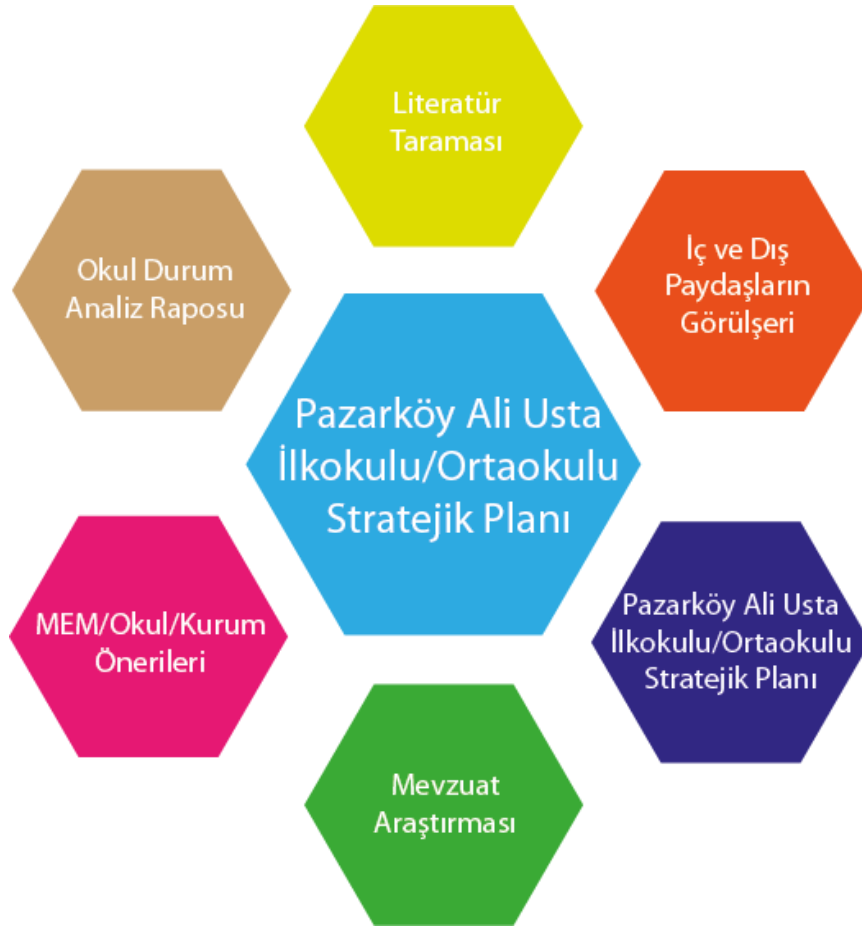 Literatür
Taraması
Okul Durum
Analiz Raposu
İç ve Dış
Paydaşların
Görülşeri
Pazarköy Ali Usta
İlkokulu/Ortaokulu
Stratejik Planı
MEM/Okul/Kurum
Önerileri
Pazarköy Ali Usta
İlkokulu/Ortaokulu
Stratejik Planı
Mevzuat
Araştırması